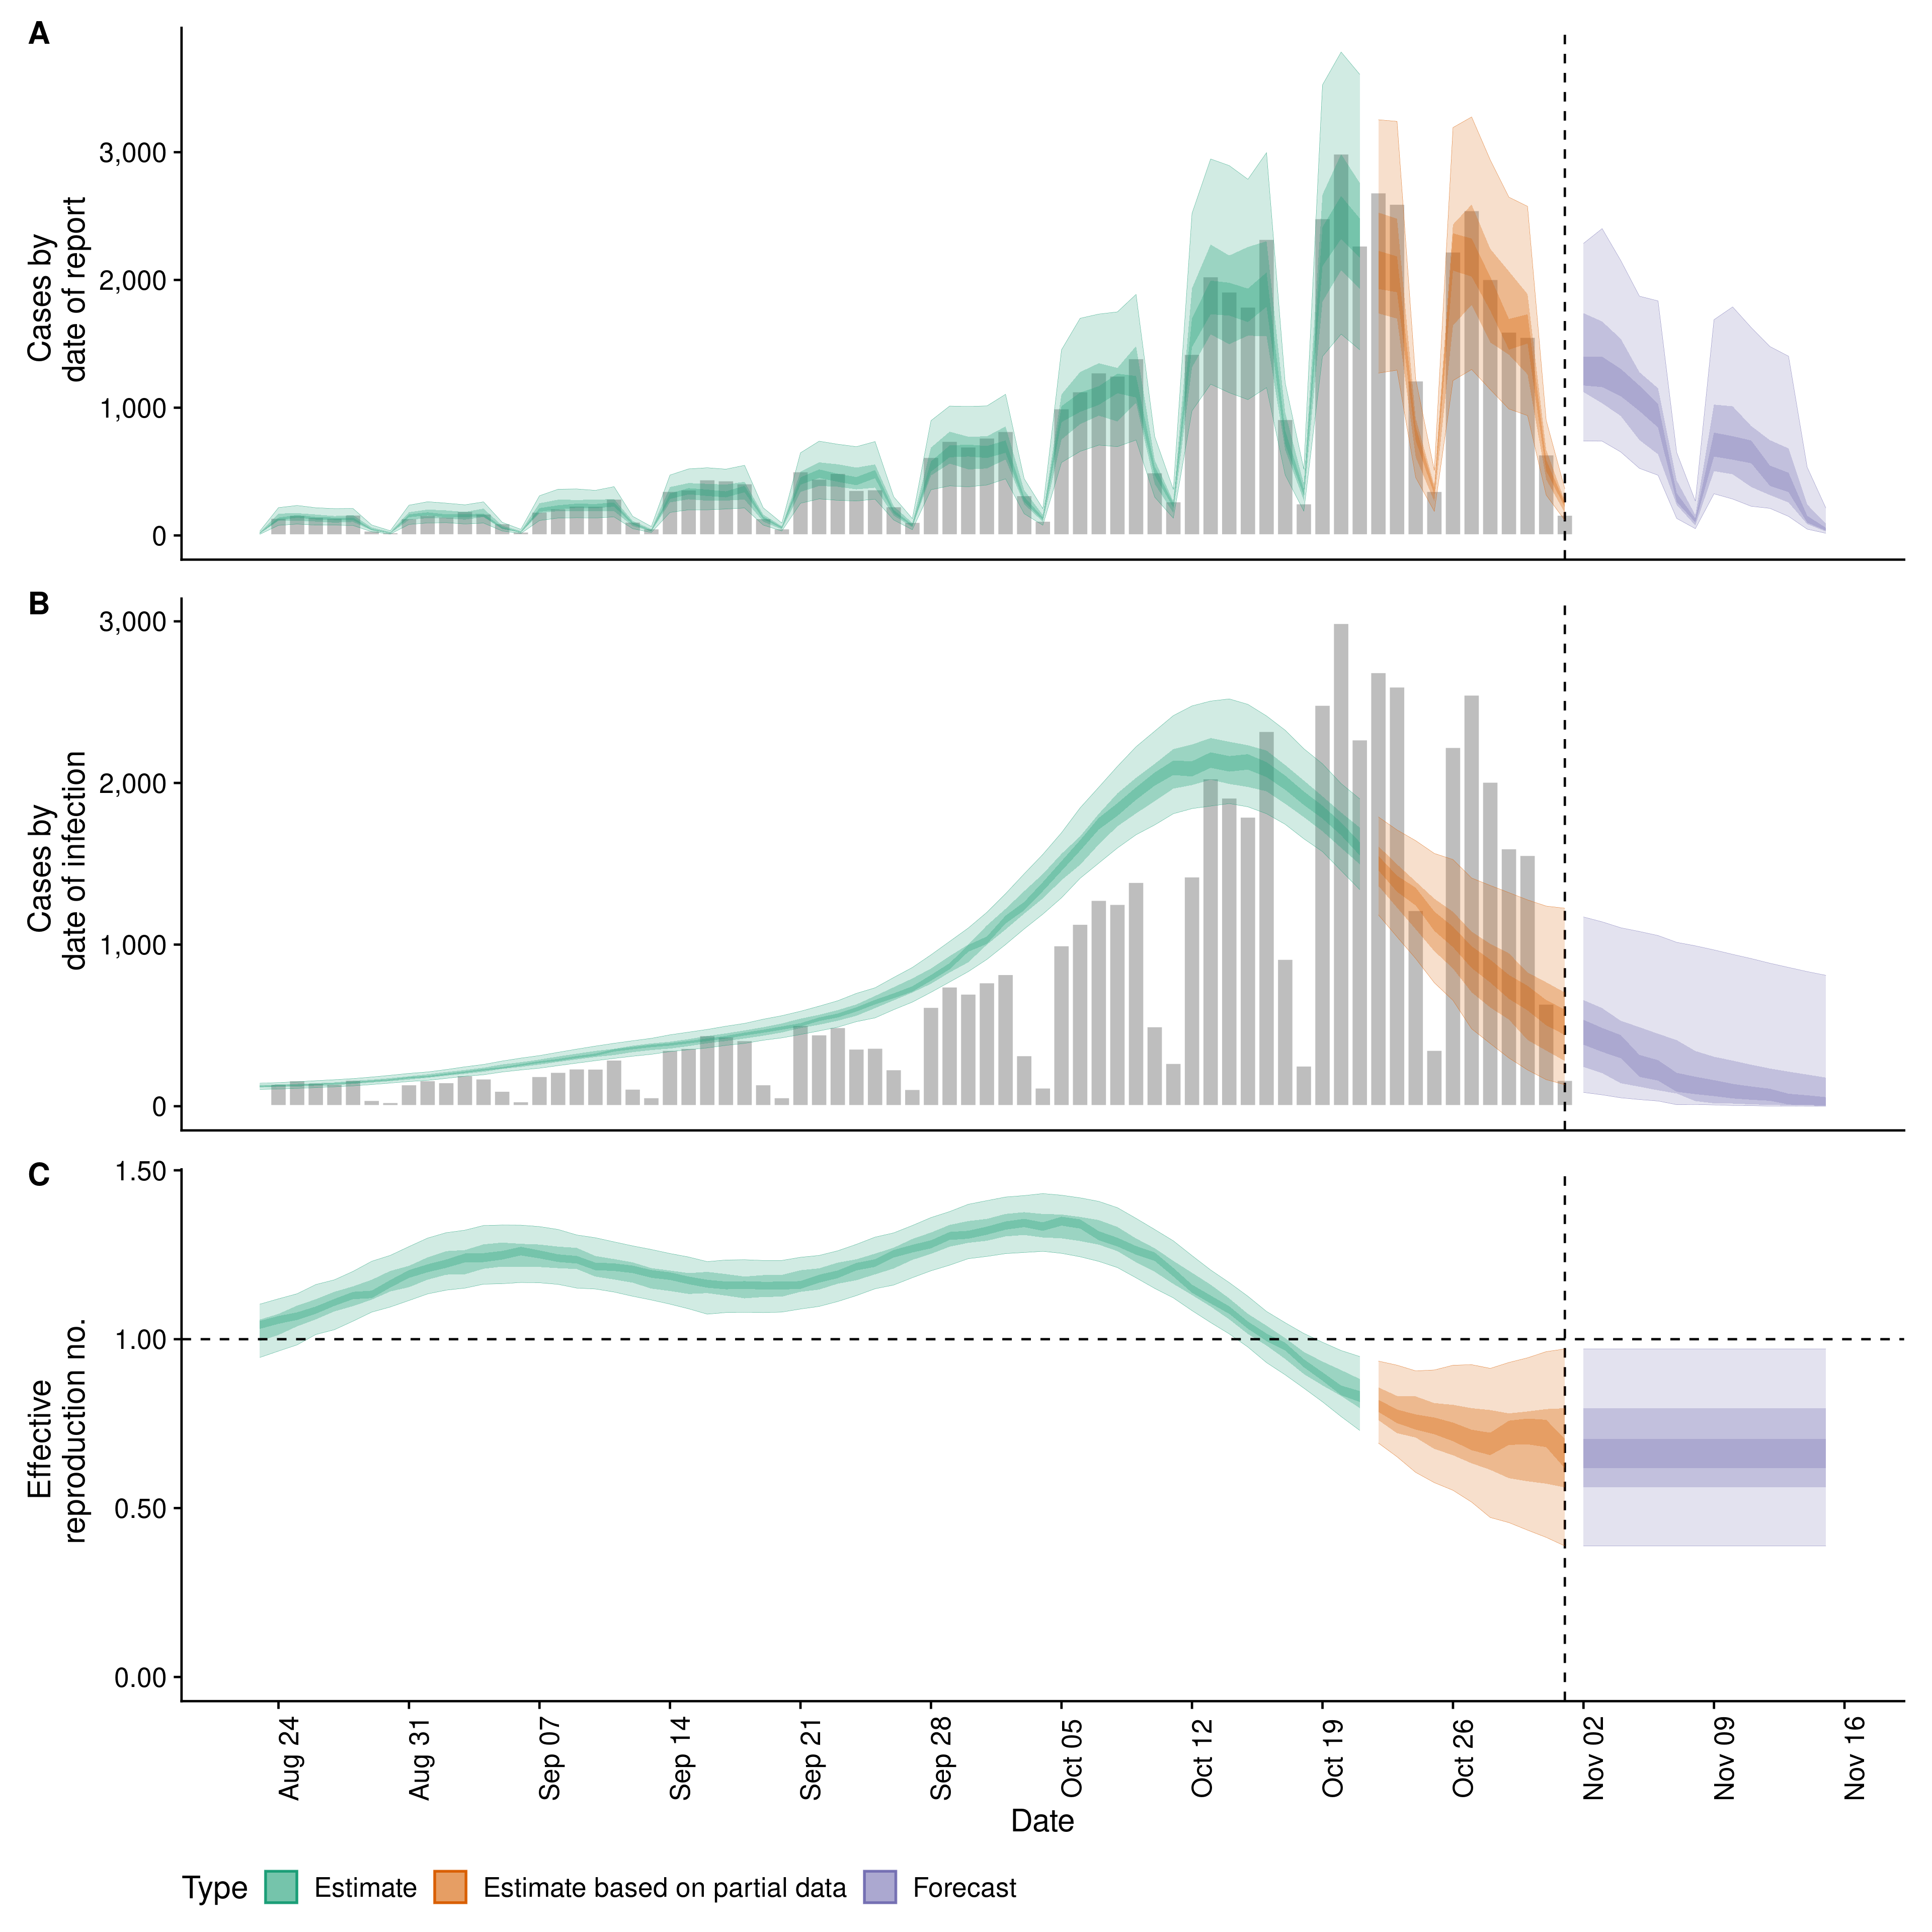 A
Cases by
date of report
3,000
2,000
1,000
0
B
Cases by
date of infection
3,000
2,000
1,000
0
C
Effective
reproduction no.
1.50
1.00
0.50
0.00
Aug 24
Aug 31
Sep 07
Sep 14
Sep 21
Sep 28
Oct 05
Oct 12
Oct 19
Oct 26
Nov 02
Nov 09
Nov 16
Date
Type Estimate Estimate based on partial data Forecast